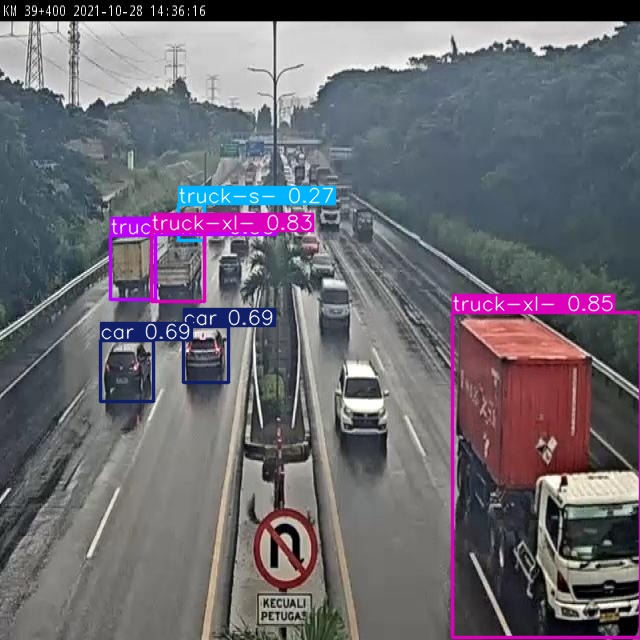 KM 39+400 2021-10-28 14:36:16
truck-s- 0.27
truc
truck-xl- 0.83
car 0.69
car 0.69
truck-xl- 0.85
KECUALI
PETUGAS